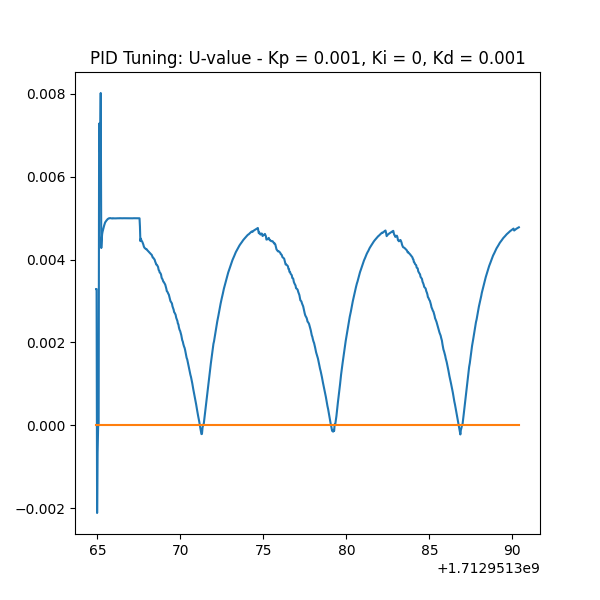 PID Tuning: U-value - Kp = 0.001, Ki = 0, Kd = 0.001
0.008
0.006
0.004
0.002
0.000
−0.002
65 70 75 80 85 90
+1.7129513e9